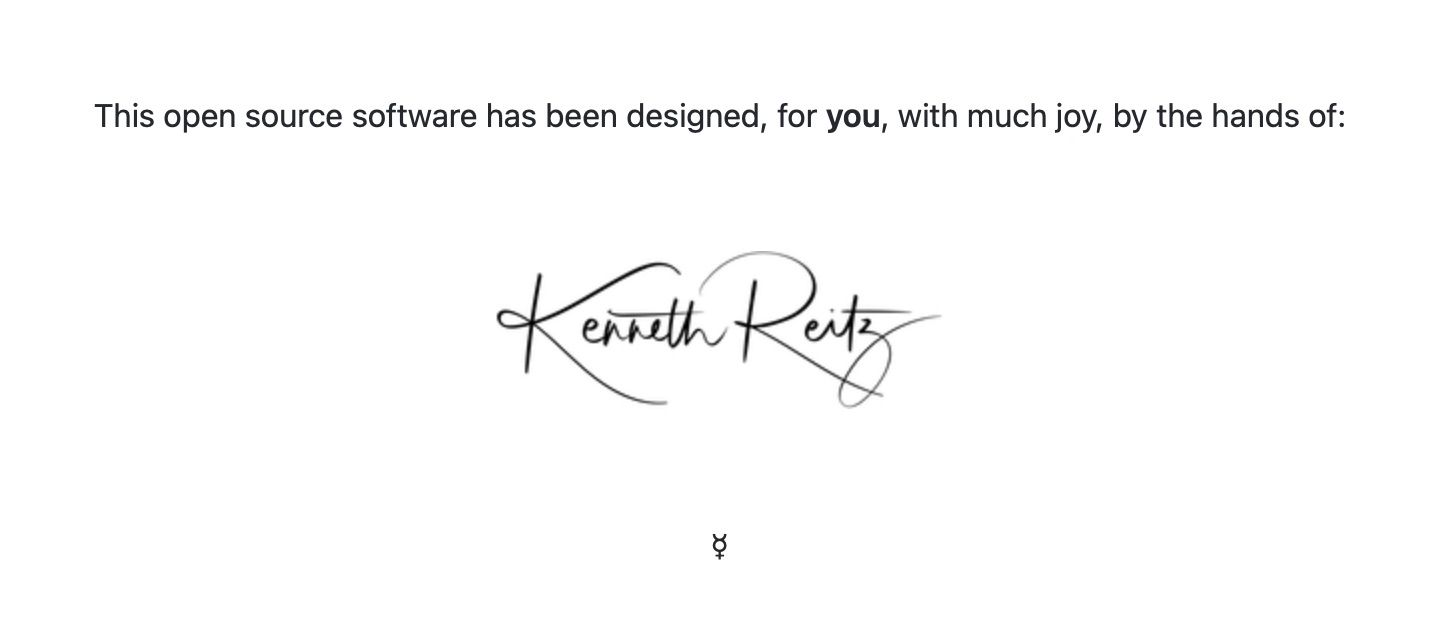 This open source software has been designed, for you, with much joy, by the hands of:
Kenneth Reitz
☿